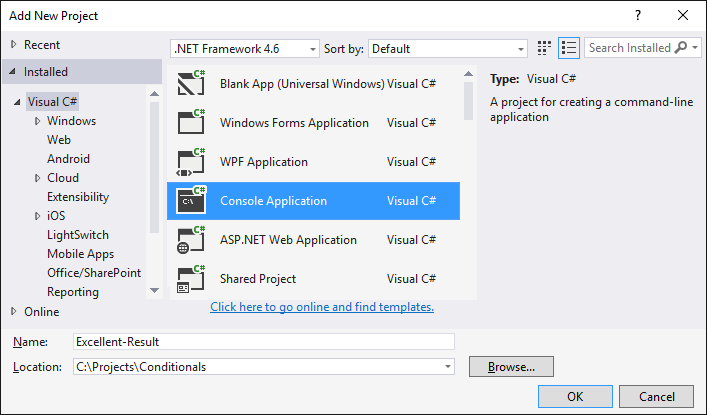 Add New Project ? ×
Recent
.NET Framework 4.6 Sort by: Default Search Installed
Installed
Visual C#
Windows
Web
Android
Cloud
Extensibility
iOS
LightSwitch
Mobile Apps
Office/SharePoint
Reporting
Online
C# Blank App (Universal Windows) Visual C#
C# Windows Forms Application Visual C#
C# WPF Application Visual C#
C# C:\ Console Application Visual C#
C# ASP.NET Web Application Visual C#
C# Shared Project Visual C#
Click here to go online and find templates.
Type: Visual C#
A project for creating a command-line
application
Name: Excellent-Result
Location: C:\Projects\Conditionals Browse...
OK Cancel